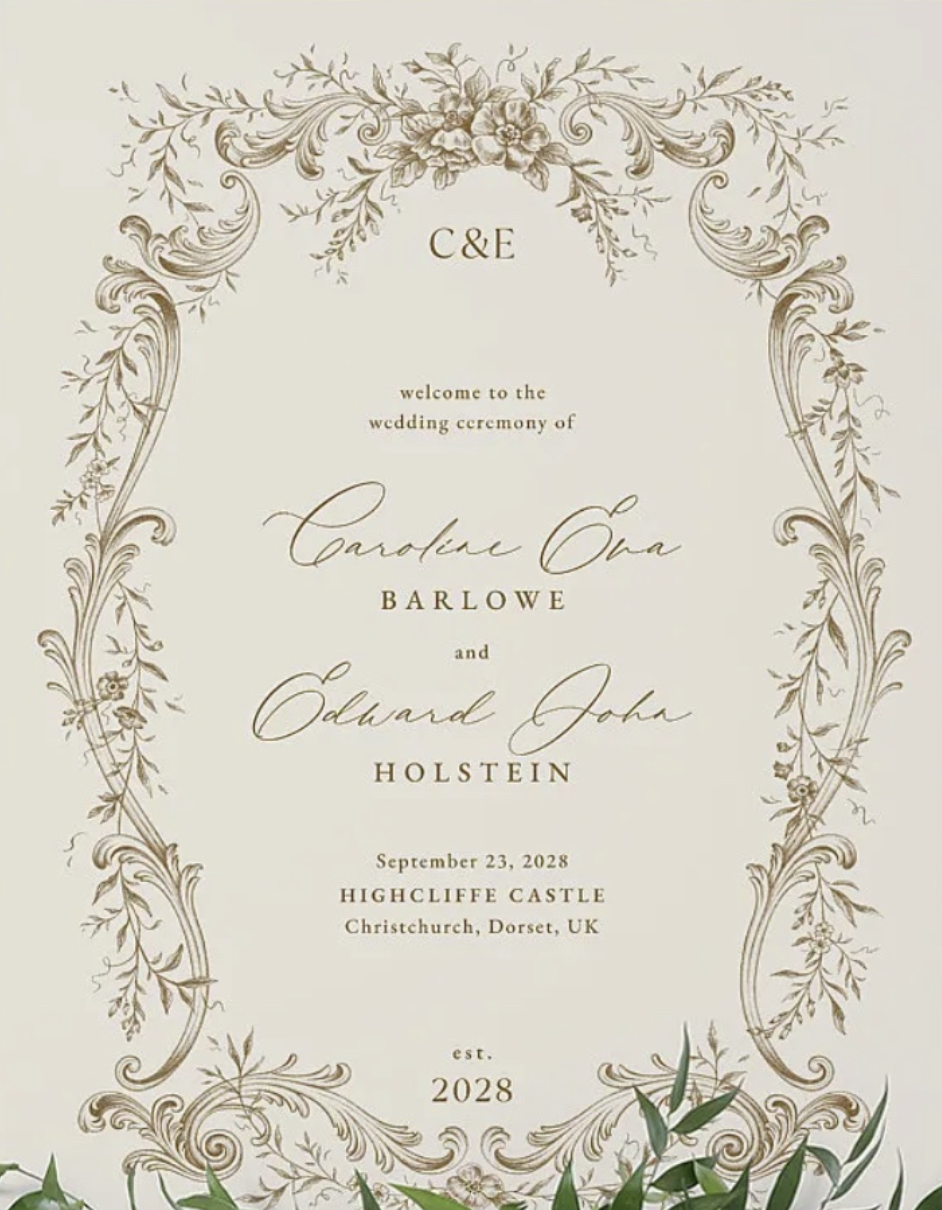 C&E
welcome to the
wedding ceremony of
Caroline Eva
BARLOWE
and
Edward John
HOLSTEIN
September 23, 2028
HIGHCLIFFE CASTLE
Christchurch, Dorset, UK
est.
2028